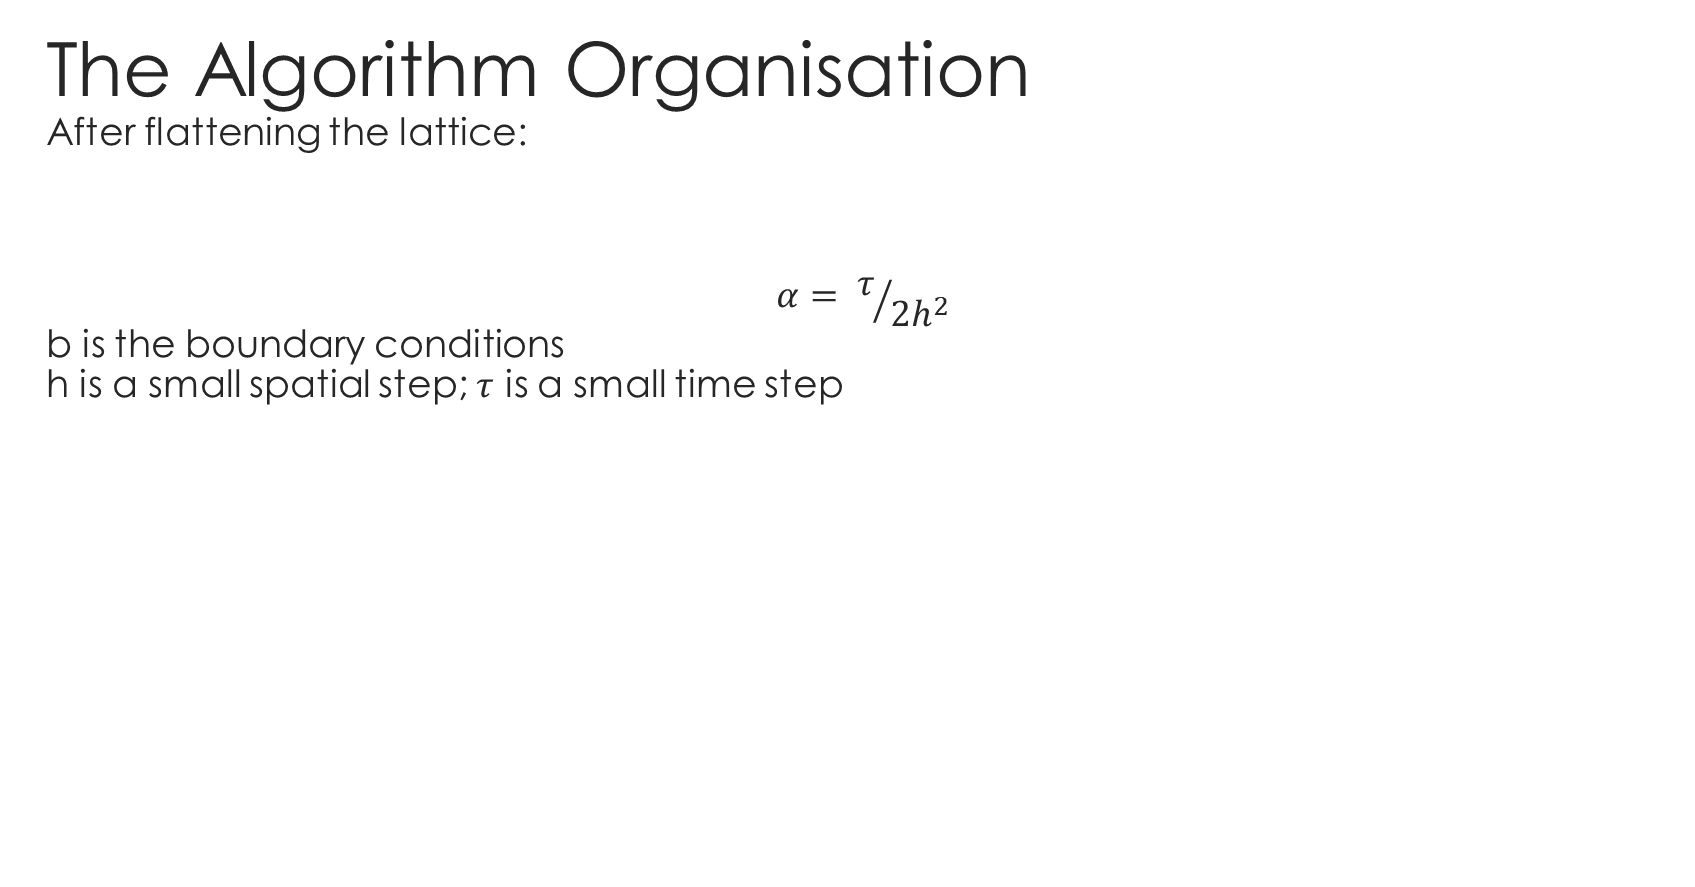 The Algorithm Organisation
After flattening the lattice:
𝛼 = 𝜏/2ℎ²
b is the boundary conditions
h is a small spatial step; 𝜏 is a small time step